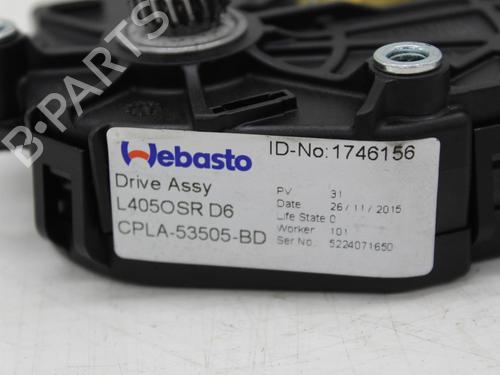 B-PARTS
Webasto
ID-No:1746156
Drive Assy
L405OSR D6
CPLA-53505-BD
PV 31
Date 26/11/2015
Life State 0
Worker 101
Ser No. 5224071650